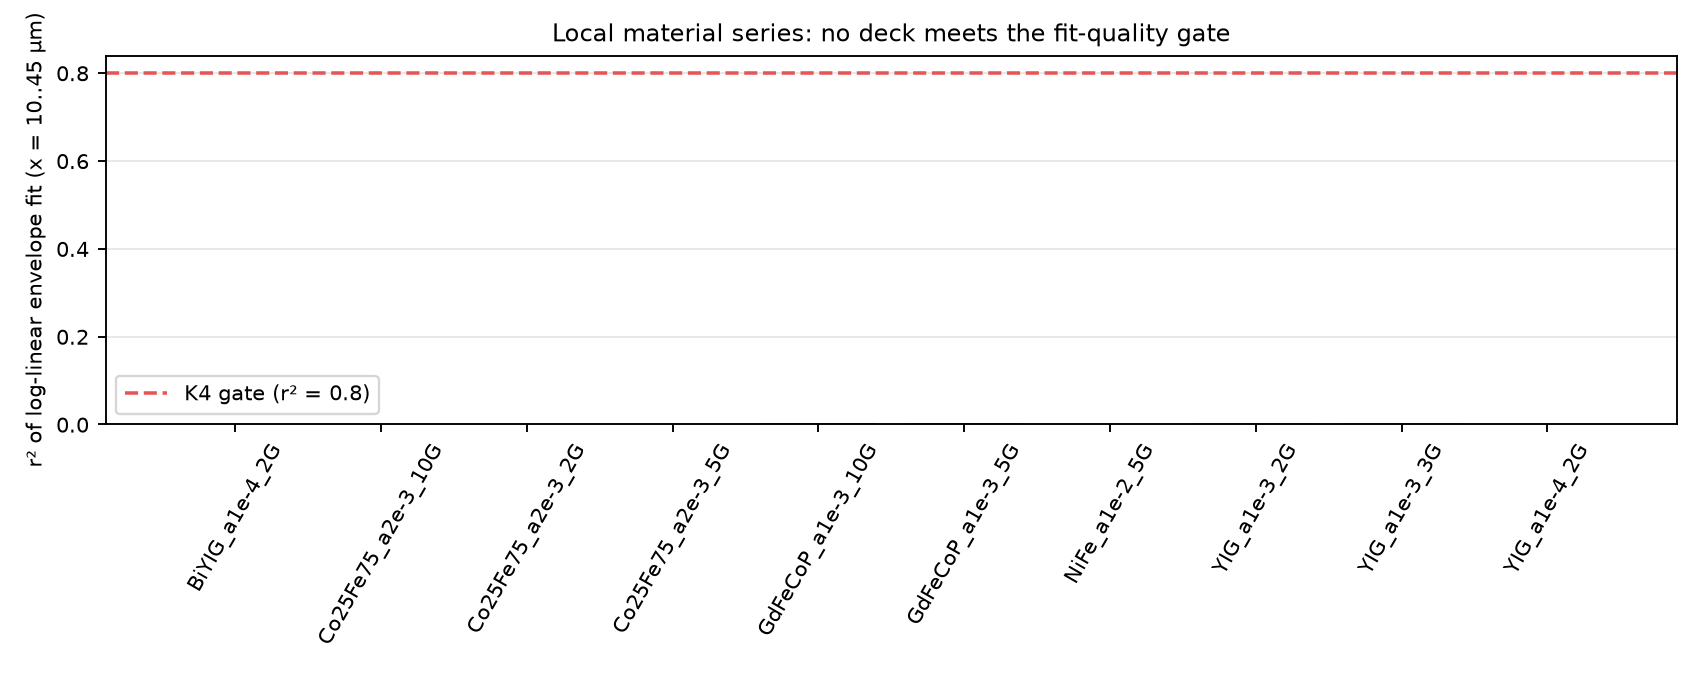 Local material series: no deck meets the fit-quality gate
r² of log-linear envelope fit (x = 10..45 µm)
0.8
0.6
0.4
0.2
0.0
K4 gate (r² = 0.8)
BiYIG_a1e-4_2G
Co25Fe75_a2e-3_10G
Co25Fe75_a2e-3_2G
Co25Fe75_a2e-3_5G
GdFeCoP_a1e-3_10G
GdFeCoP_a1e-3_5G
NiFe_a1e-2_5G
YIG_a1e-3_2G
YIG_a1e-3_3G
YIG_a1e-4_2G